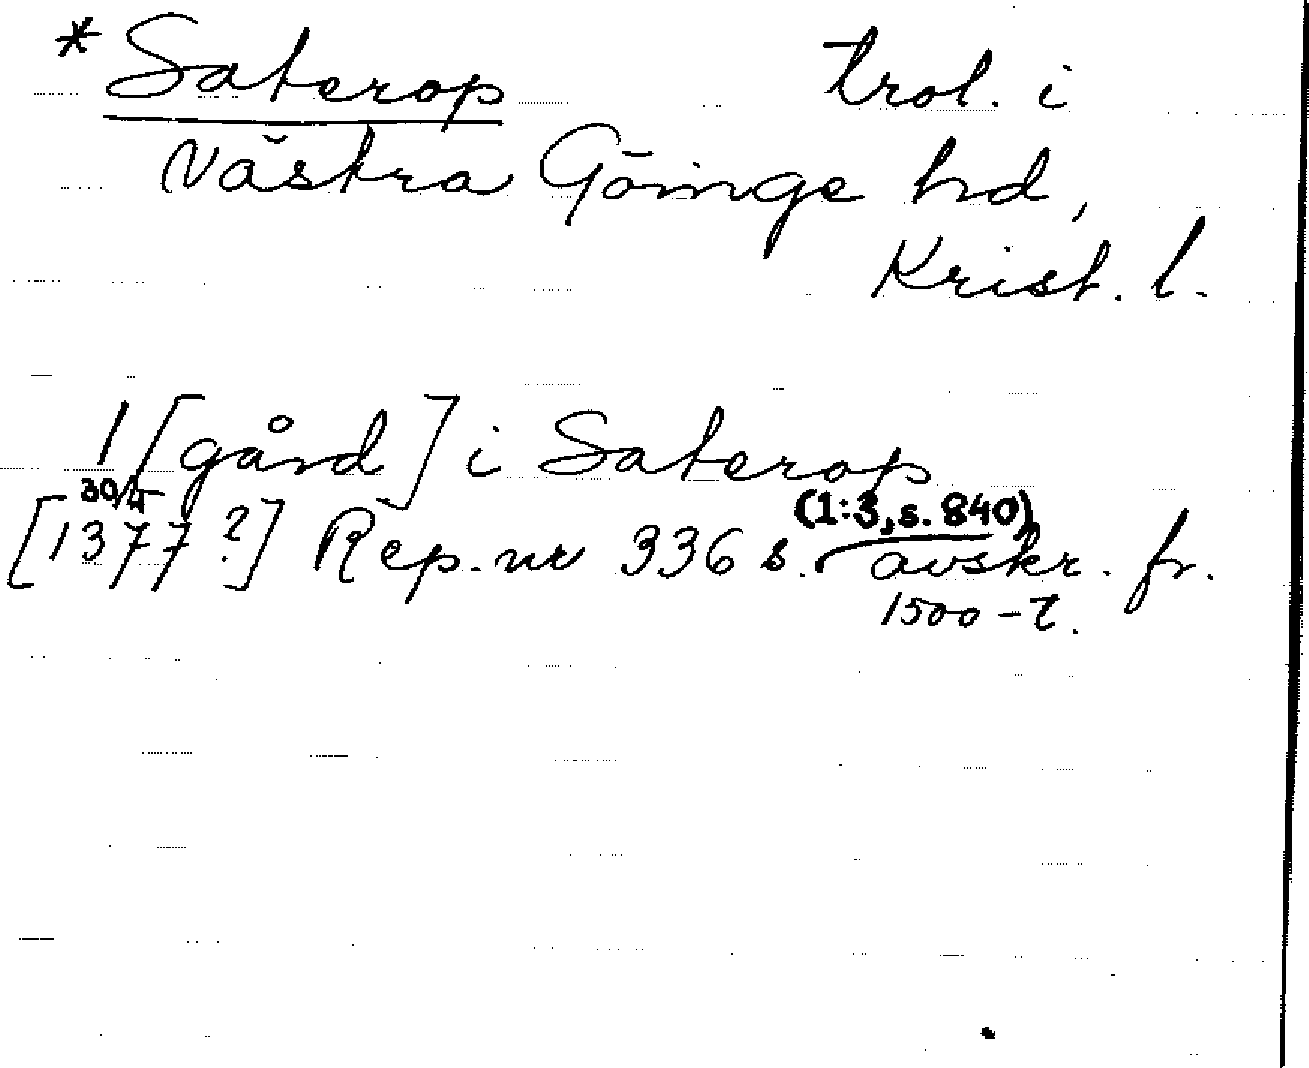 * Saterop trol. i
Västra Göinge hd,
Krist. l.
1 [gård] i Saterop
30/4
(1:3, s. 840)
[1377?] Rep. nr 336 s. avskr. fr.
1500-t.